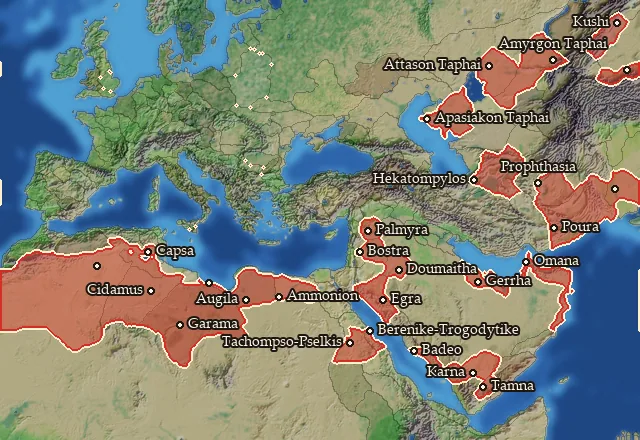 Kushi
Amyrgon Taphai
Attason Taphai
Apasiakon Taphai
Prophthasia
Hekatompylos
Palmyra
Poura
Capsa
Bostra
Omana
Doumaitha
Gerrha
Cidamus
Augila
Ammonion
Egra
Garama
Berenike-Trogodytike
Tachompso-Pselkis
Badeo
Karna
Tamna